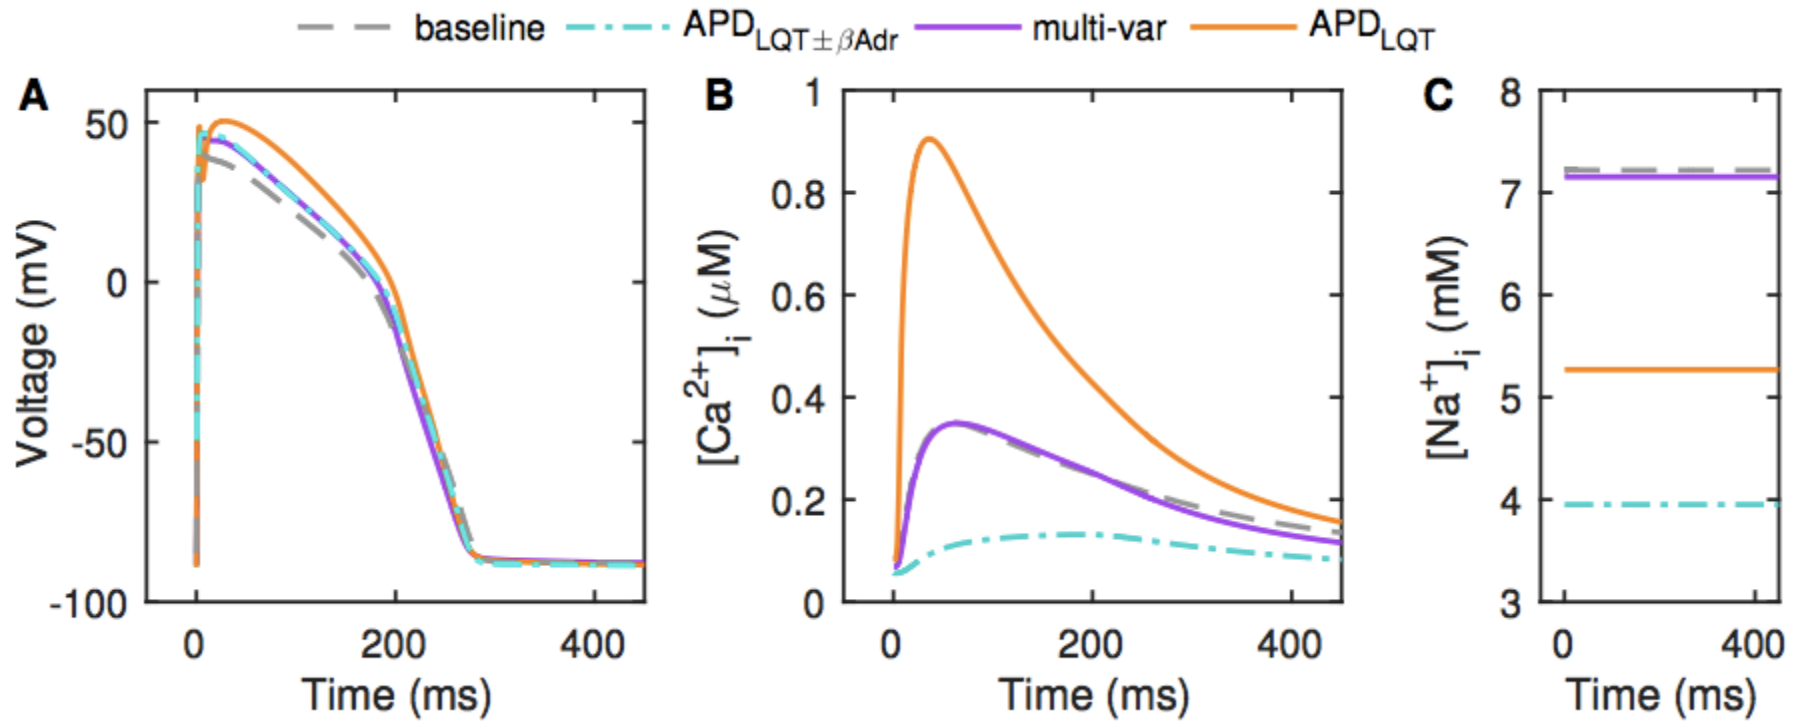 baseline APD_LQT±βAdr multi-var APD_LQT
A
B
C
Voltage (mV)
50
0
-50
-100
0 200 400
Time (ms)
[Ca²⁺]ᵢ (μM)
1
0.8
0.6
0.4
0.2
0
0 200 400
Time (ms)
[Na⁺]ᵢ (mM)
8
7
6
5
4
3
0 400
Time (ms)